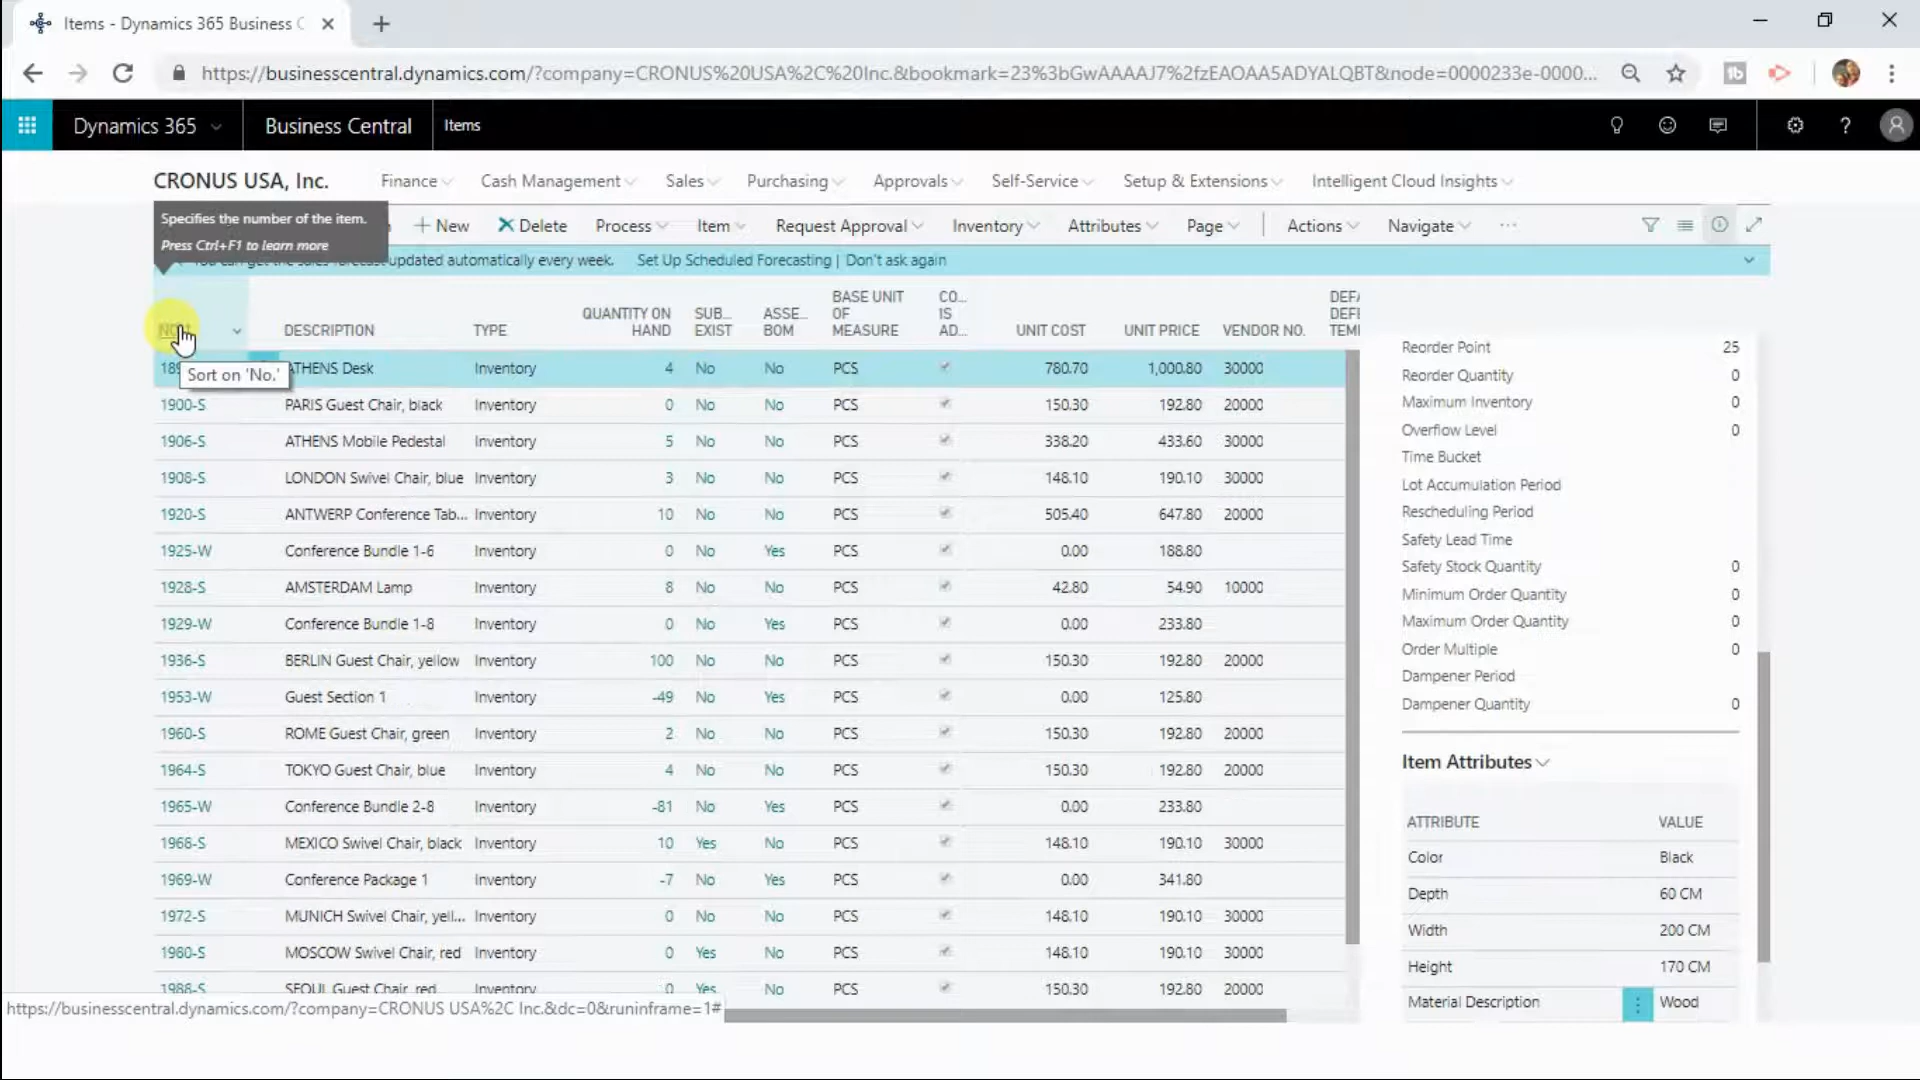 Items - Dynamics 365 Business C
https://businesscentral.dynamics.com/?company=CRONUS%20USA%2C%20Inc.&bookmark=23%3bGwAAAAJ7%2fzEAOAA5ADYALQBT&node=0000233e-0000...
Dynamics 365
Business Central
Items
CRONUS USA, Inc.
Finance
Cash Management
Sales
Purchasing
Approvals
Self-Service
Setup & Extensions
Intelligent Cloud Insights
Specifies the number of the item.
Press Ctrl+F1 to learn more
+ New
Delete
Process
Item
Request Approval
Inventory
Attributes
Page
Actions
Navigate
You can get the sales forecast updated automatically every week. Set Up Scheduled Forecasting | Don't ask again
DESCRIPTION
TYPE
QUANTITY ON HAND
SUB... EXIST
ASSE... BOM
BASE UNIT OF MEASURE
CO... IS AD...
UNIT COST
UNIT PRICE
VENDOR NO.
Sort on 'No.'
ATHENS Desk Inventory 4 No No PCS 780.70 1,000.80 30000
1900-S PARIS Guest Chair, black Inventory 0 No No PCS 150.30 192.80 20000
1906-S ATHENS Mobile Pedestal Inventory 5 No No PCS 338.20 433.60 30000
1908-S LONDON Swivel Chair, blue Inventory 3 No No PCS 148.10 190.10 30000
1920-S ANTWERP Conference Tab... Inventory 10 No No PCS 505.40 647.80 20000
1925-W Conference Bundle 1-6 Inventory 0 No Yes PCS 0.00 188.80
1928-S AMSTERDAM Lamp Inventory 8 No No PCS 42.80 54.90 10000
1929-W Conference Bundle 1-8 Inventory 0 No Yes PCS 0.00 233.80
1936-S BERLIN Guest Chair, yellow Inventory 100 No No PCS 150.30 192.80 20000
1953-W Guest Section 1 Inventory -49 No Yes PCS 0.00 125.80
1960-S ROME Guest Chair, green Inventory 2 No No PCS 150.30 192.80 20000
1964-S TOKYO Guest Chair, blue Inventory 4 No No PCS 150.30 192.80 20000
1965-W Conference Bundle 2-8 Inventory -81 No Yes PCS 0.00 233.80
1968-S MEXICO Swivel Chair, black Inventory 10 Yes No PCS 148.10 190.10 30000
1969-W Conference Package 1 Inventory -7 No Yes PCS 0.00 341.80
1972-S MUNICH Swivel Chair, yell... Inventory 0 No No PCS 148.10 190.10 30000
1980-S MOSCOW Swivel Chair, red Inventory 0 Yes No PCS 148.10 190.10 30000
1988-S SEOUL Guest Chair, red Inventory 0 Yes No PCS 150.30 192.80 20000
Reorder Point 25
Reorder Quantity 0
Maximum Inventory 0
Overflow Level 0
Time Bucket
Lot Accumulation Period
Rescheduling Period
Safety Lead Time
Safety Stock Quantity 0
Minimum Order Quantity 0
Maximum Order Quantity 0
Order Multiple 0
Dampener Period
Dampener Quantity 0
Item Attributes
ATTRIBUTE VALUE
Color Black
Depth 60 CM
Width 200 CM
Height 170 CM
Material Description Wood
https://businesscentral.dynamics.com/?company=CRONUS USA%2C Inc.&dc=0&runinframe=1#